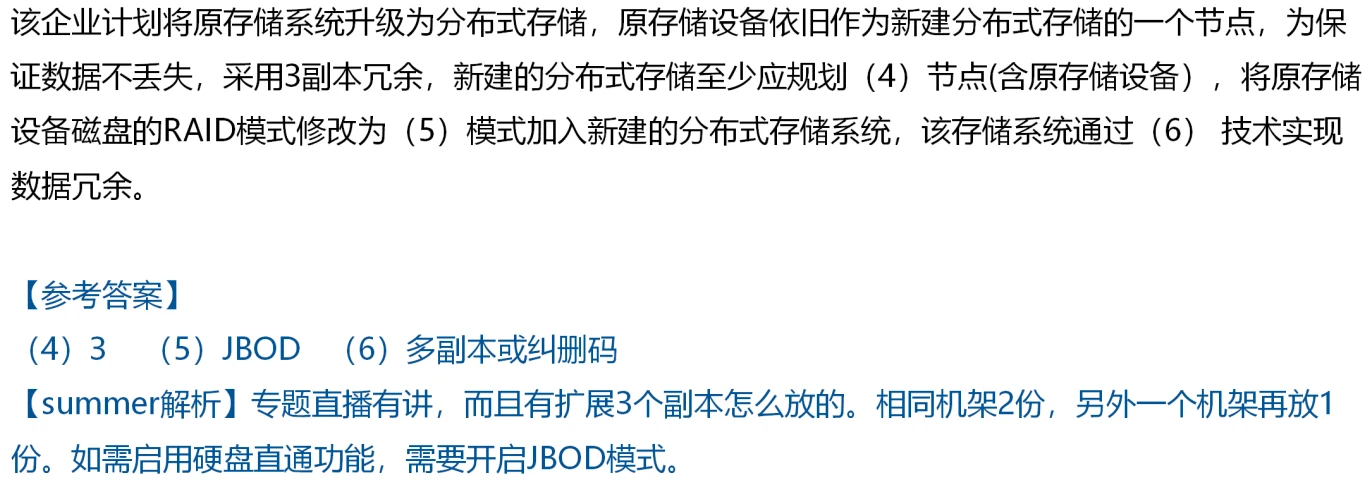 该企业计划将原存储系统升级为分布式存储，原存储设备依旧作为新建分布式存储的一个节点，为保
证数据不丢失，采用3副本冗余，新建的分布式存储至少应规划（4）节点(含原存储设备），将原存储
设备磁盘的RAID模式修改为（5）模式加入新建的分布式存储系统，该存储系统通过（6） 技术实现
数据冗余。
【参考答案】
（4）3 （5）JBOD （6）多副本或纠删码
【summer解析】专题直播有讲，而且有扩展3个副本怎么放的。相同机架2份，另外一个机架再放1
份。如需启用硬盘直通功能，需要开启JBOD模式。